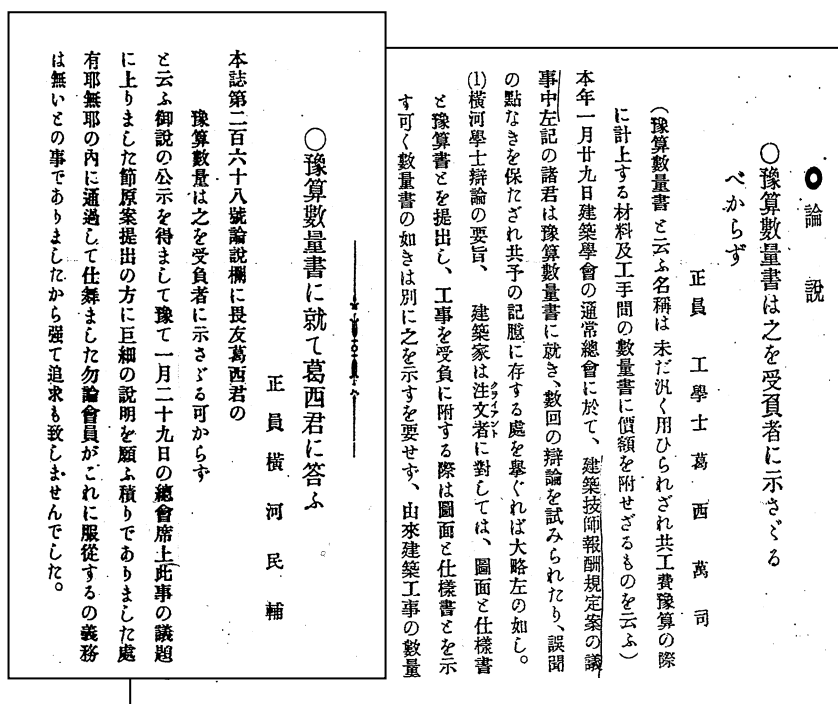 論說
〇豫算數量書は之を受負者に示さゞる
べからず
正員 工學士 葛西萬司
(豫算數量書と云ふ名稱は未だ汎く用ひられざれ共工費豫算の際
に計上する材料及工手間の數量書に價額を附せざるものを云ふ)
本年一月廿九日建築學會の通常總會に於て、建築技師報酬規定案の議
事中左記の諸君は豫算數量書に就き、數回の辯論を試みられたり、誤聞
の點なきを保たざれ共予の記臆に存する處を擧ぐれば大略左の如し。
(1)橫河學士辯論の要旨、 建築家は注文者に對しては、圖面と仕樣書
クライアント
と豫算書とを提出し、工事を受負に附する際は圖面と仕樣書とを示
す可く數量書の如きは別に之を示すを要せず、由來建築工事の數量
〇豫算數量書に就て葛西君に答ふ
正員 橫河民輔
本誌第二百六十八號論說欄に畏友葛西君の
豫算數量は之を受負者に示さゞる可からず
と云ふ御說の公示を得まして豫て一月二十九日の總會席上此事の議題
に上りました節原案提出の方に巨細の說明を願ふ積りでありました處
有耶無耶の内に通過して仕舞ました勿論會員がこれに服從するの義務
は無いとの事でありましたから强て追求も致しませんでした。